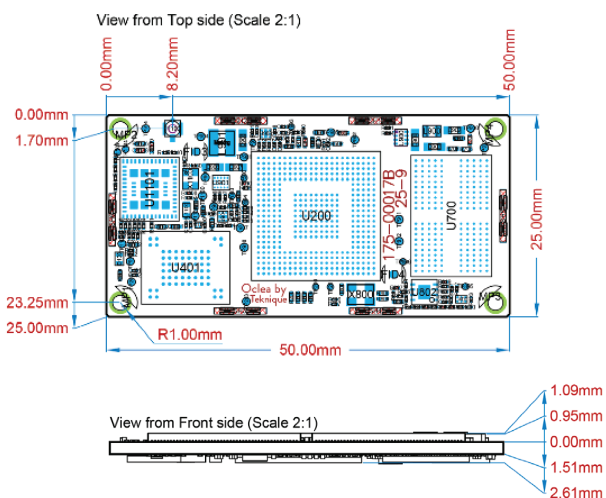 View from Top side (Scale 2:1)
0.00mm
8.20mm
50.00mm
0.00mm
1.70mm
MP2
U1101
U401
U200
175-00017B
25-9
U700
25.00mm
FID4
X800
U802
MP3
Oclea by
Teknique
23.25mm
25.00mm
R1.00mm
50.00mm
View from Front side (Scale 2:1)
1.09mm
0.95mm
0.00mm
1.51mm
2.61mm